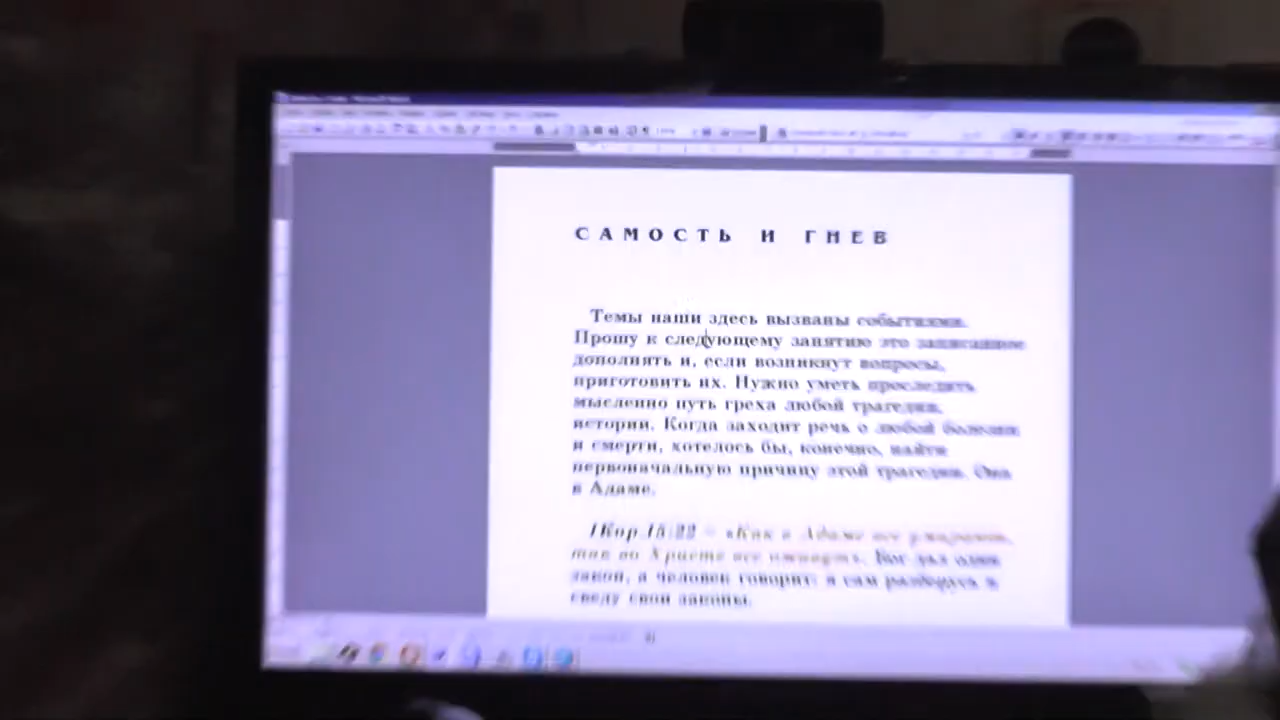 САМОСТЬ И ГНЕВ
Темы наши здесь вызваны событиями.
Прошу к следующему занятию это записанное
дополнять и, если возникнут вопросы,
приготовить их. Нужно уметь проследить
мысленно путь греха любой трагедии,
истории. Когда заходит речь о любой болезни
и смерти, хотелось бы, конечно, найти
первоначальную причину этой трагедии. Она
в Адаме.
1Кор.15:22 – «Как в Адаме все умирают,
так во Христе все оживут». Бог дал один
закон, а человек говорит: я сам разберусь и
сведу свои законы.